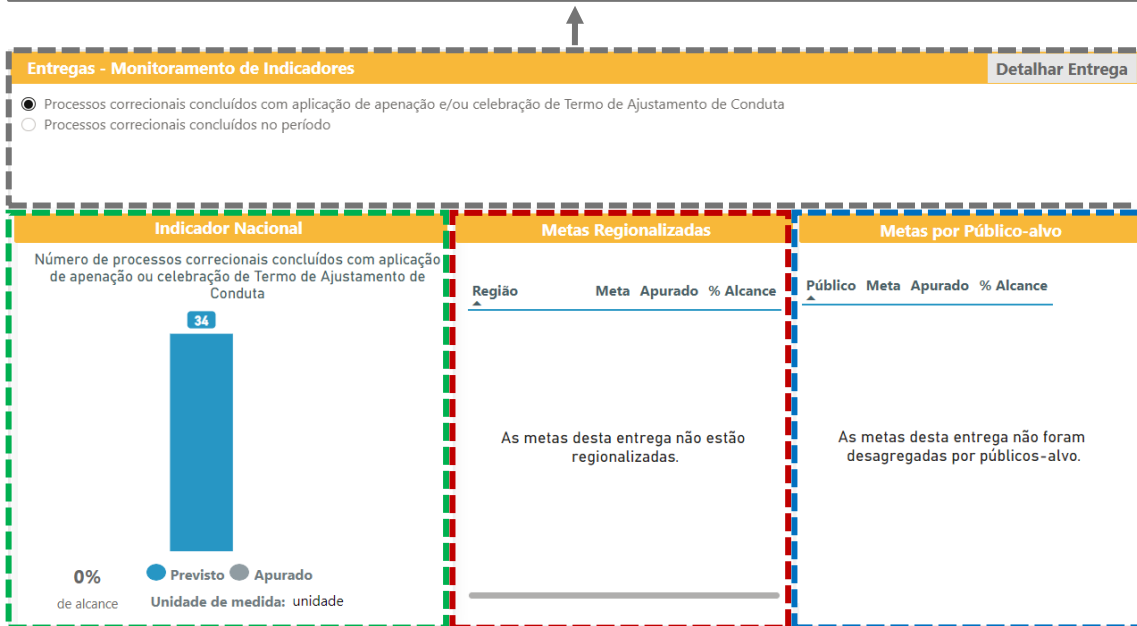 Entregas - Monitoramento de Indicadores
Detalhar Entrega
Processos correcionais concluídos com aplicação de apenação e/ou celebração de Termo de Ajustamento de Conduta
Processos correcionais concluídos no período
Indicador Nacional
Número de processos correcionais concluídos com aplicação
de apenação ou celebração de Termo de Ajustamento de
Conduta
34
0%
de alcance
Previsto Apurado
Unidade de medida: unidade
Metas Regionalizadas
Região Meta Apurado % Alcance
As metas desta entrega não estão
regionalizadas.
Metas por Público-alvo
Público Meta Apurado % Alcance
As metas desta entrega não foram
desagregadas por públicos-alvo.